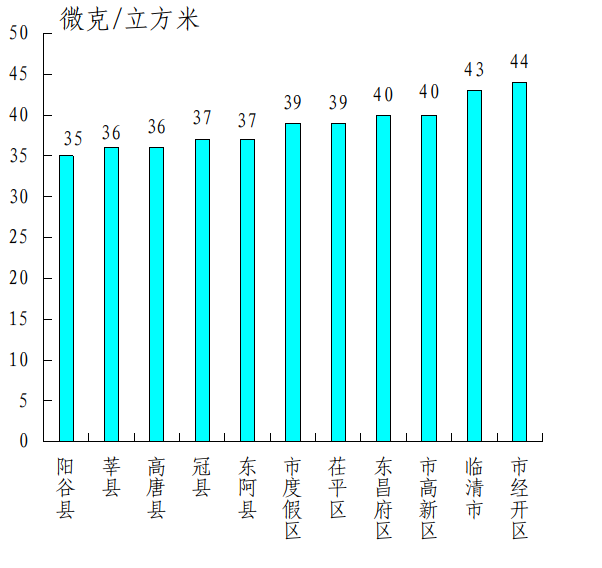 微克/立方米
50
45
40
35
30
25
20
15
10
5
0
35
36
36
37
37
39
39
40
40
43
44
阳谷县
莘县
高唐县
冠县
东阿县
市度假区
茌平区
东昌府区
市高新区
临清市
市经开区